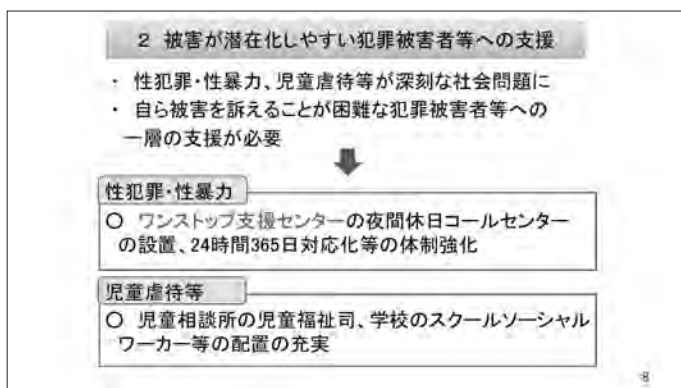 2 被害が潜在化しやすい犯罪被害者等への支援
・ 性犯罪・性暴力、児童虐待等が深刻な社会問題に
・ 自ら被害を訴えることが困難な犯罪被害者等への
一層の支援が必要
性犯罪・性暴力
○ ワンストップ支援センターの夜間休日コールセンター
の設置、24時間365日対応化等の体制強化
児童虐待等
○ 児童相談所の児童福祉司、学校のスクールソーシャル
ワーカー等の配置の充実
8